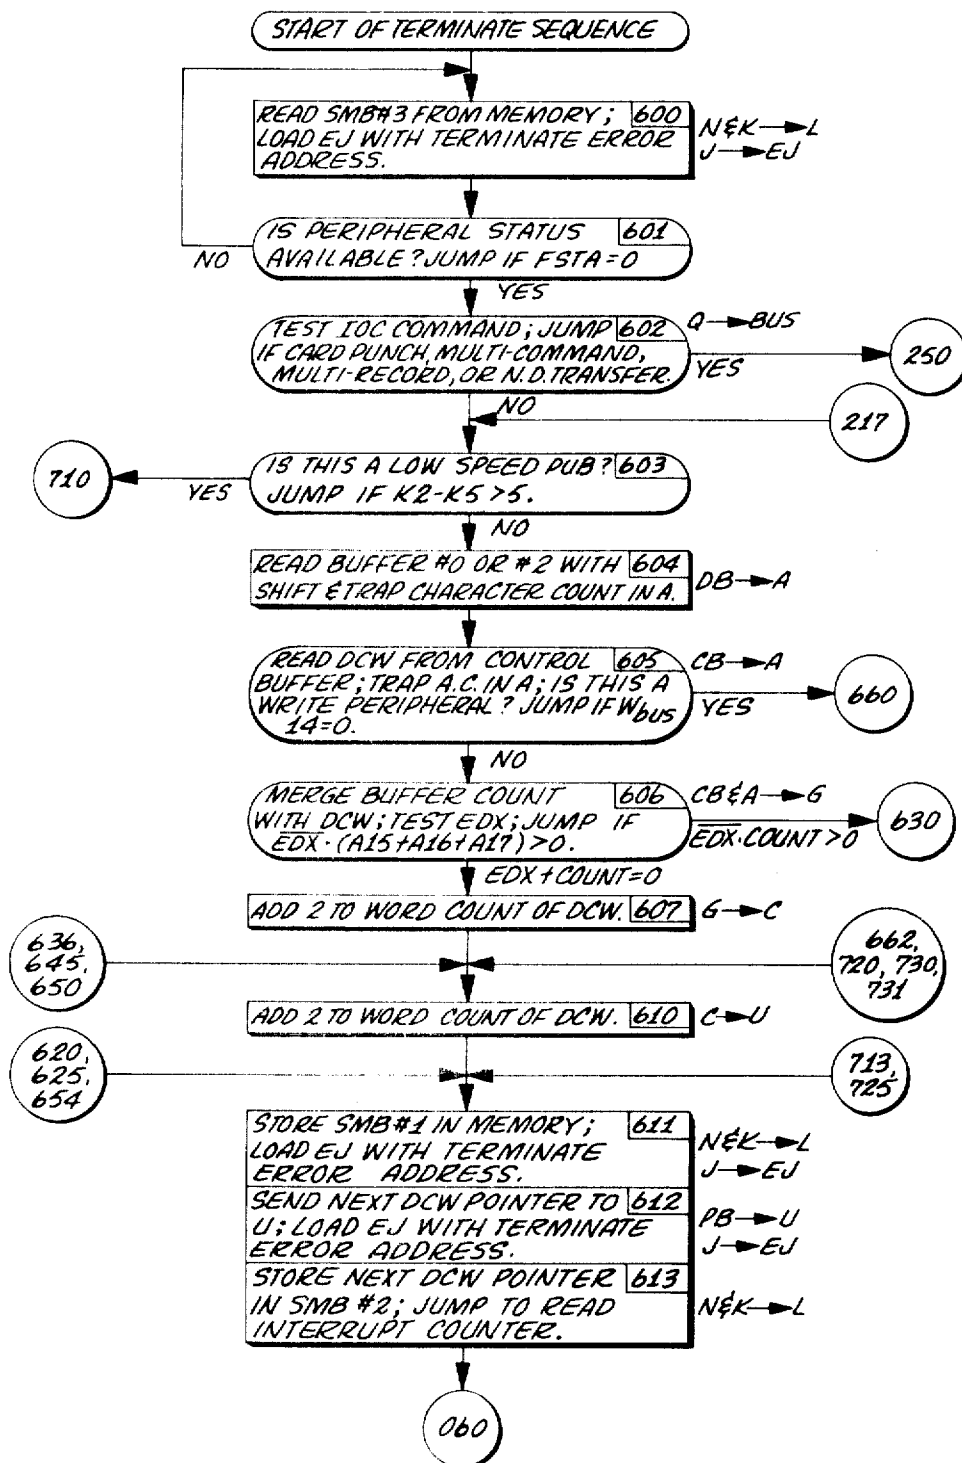 START OF TERMINATE SEQUENCE
READ SMB#3 FROM MEMORY; 600
LOAD EJ WITH TERMINATE ERROR
ADDRESS.
N&K→L
J→EJ
IS PERIPHERAL STATUS 601
AVAILABLE? JUMP IF FSTA=0
NO
YES
TEST IOC COMMAND; JUMP 602
IF CARD PUNCH, MULTI-COMMAND,
MULTI-RECORD, OR N.D. TRANSFER.
Q→BUS
YES
250
NO
217
IS THIS A LOW SPEED PUB? 603
JUMP IF K2-K5>5.
YES
710
NO
READ BUFFER #0 OR #2 WITH 604
SHIFT & TRAP CHARACTER COUNT IN A.
DB→A
READ DCW FROM CONTROL 605
BUFFER; TRAP A.C. IN A; IS THIS A
WRITE PERIPHERAL? JUMP IF Wbus
14=0.
CB→A
YES
660
NO
MERGE BUFFER COUNT 606
WITH DCW; TEST EDX; JUMP IF
E̅D̅X̅·(A15+A16+A17)>0.
CB&A→G
E̅D̅X̅·COUNT>0
630
EDX+COUNT=0
ADD 2 TO WORD COUNT OF DCW. 607
G→C
636,
645,
650
662,
720, 730,
731
ADD 2 TO WORD COUNT OF DCW. 610
C→U
620,
625,
654
713,
725
STORE SMB#1 IN MEMORY; 611
LOAD EJ WITH TERMINATE
ERROR ADDRESS.
N&K→L
J→EJ
SEND NEXT DCW POINTER TO 612
U; LOAD EJ WITH TERMINATE
ERROR ADDRESS.
PB→U
J→EJ
STORE NEXT DCW POINTER 613
IN SMB #2; JUMP TO READ
INTERRUPT COUNTER.
N&K→L
060